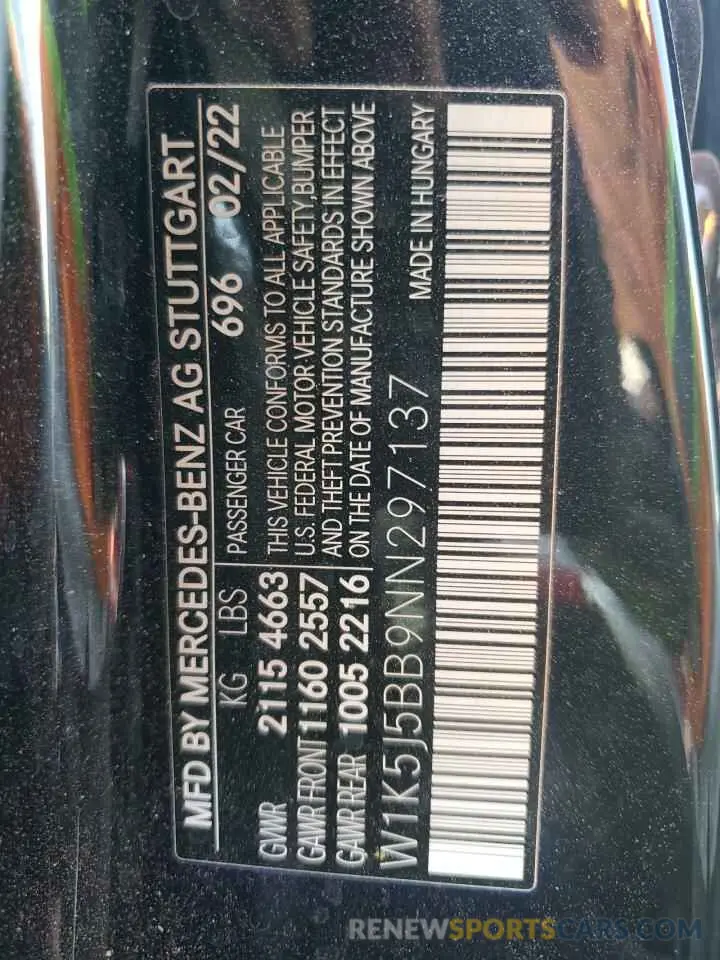 MFD BY MERCEDES-BENZ AG STUTTGART
KG LBS PASSENGER CAR 696 02/22
GVWR 2115 4663 THIS VEHICLE CONFORMS TO ALL APPLICABLE
GAWR FRONT 1160 2557 U.S. FEDERAL MOTOR VEHICLE SAFETY, BUMPER
AND THEFT PREVENTION STANDARDS IN EFFECT
GAWR REAR 1005 2216 ON THE DATE OF MANUFACTURE SHOWN ABOVE
W1K5J5BB9NN297137 MADE IN HUNGARY
RENEWSPORTSCARS.COM